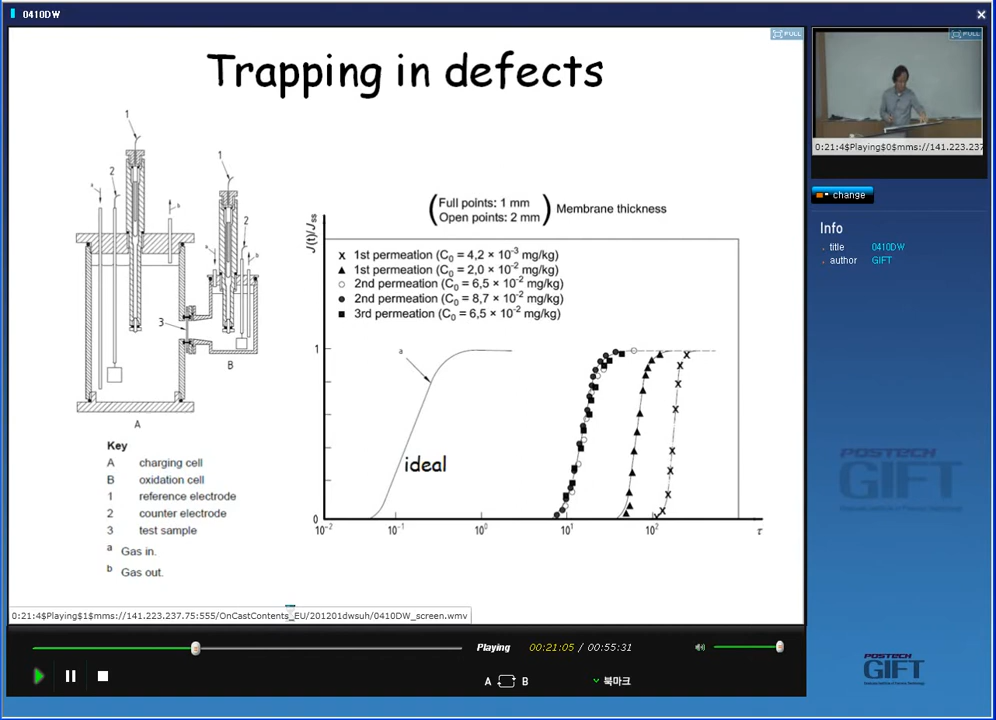 0410DW
FULL
Trapping in defects
1
2
a
b
1
2
a
b
3
B
A
Key
A charging cell
B oxidation cell
1 reference electrode
2 counter electrode
3 test sample
a Gas in.
b Gas out.
Full points: 1 mm
Open points: 2 mm
Membrane thickness
J(t)/Jss
x 1st permeation (C0 = 4,2 × 10-3 mg/kg)
▲ 1st permeation (C0 = 2,0 × 10-2 mg/kg)
○ 2nd permeation (C0 = 6,5 × 10-2 mg/kg)
● 2nd permeation (C0 = 8,7 × 10-2 mg/kg)
■ 3rd permeation (C0 = 6,5 × 10-2 mg/kg)
1
a
ideal
0
10-2 10-1 100 101 102 τ
0:21:4$Playing$1$mms://141.223.237.75:555/OnCastContents_EU/201201dwsuh/0410DW_screen.wmv
Playing 00:21:05 / 00:55:31
A B 북마크
FULL
0:21:4$Playing$0$mms://141.223.237
change
Info
title 0410DW
author GIFT
POSTECH
GIFT
POSTECH
GIFT